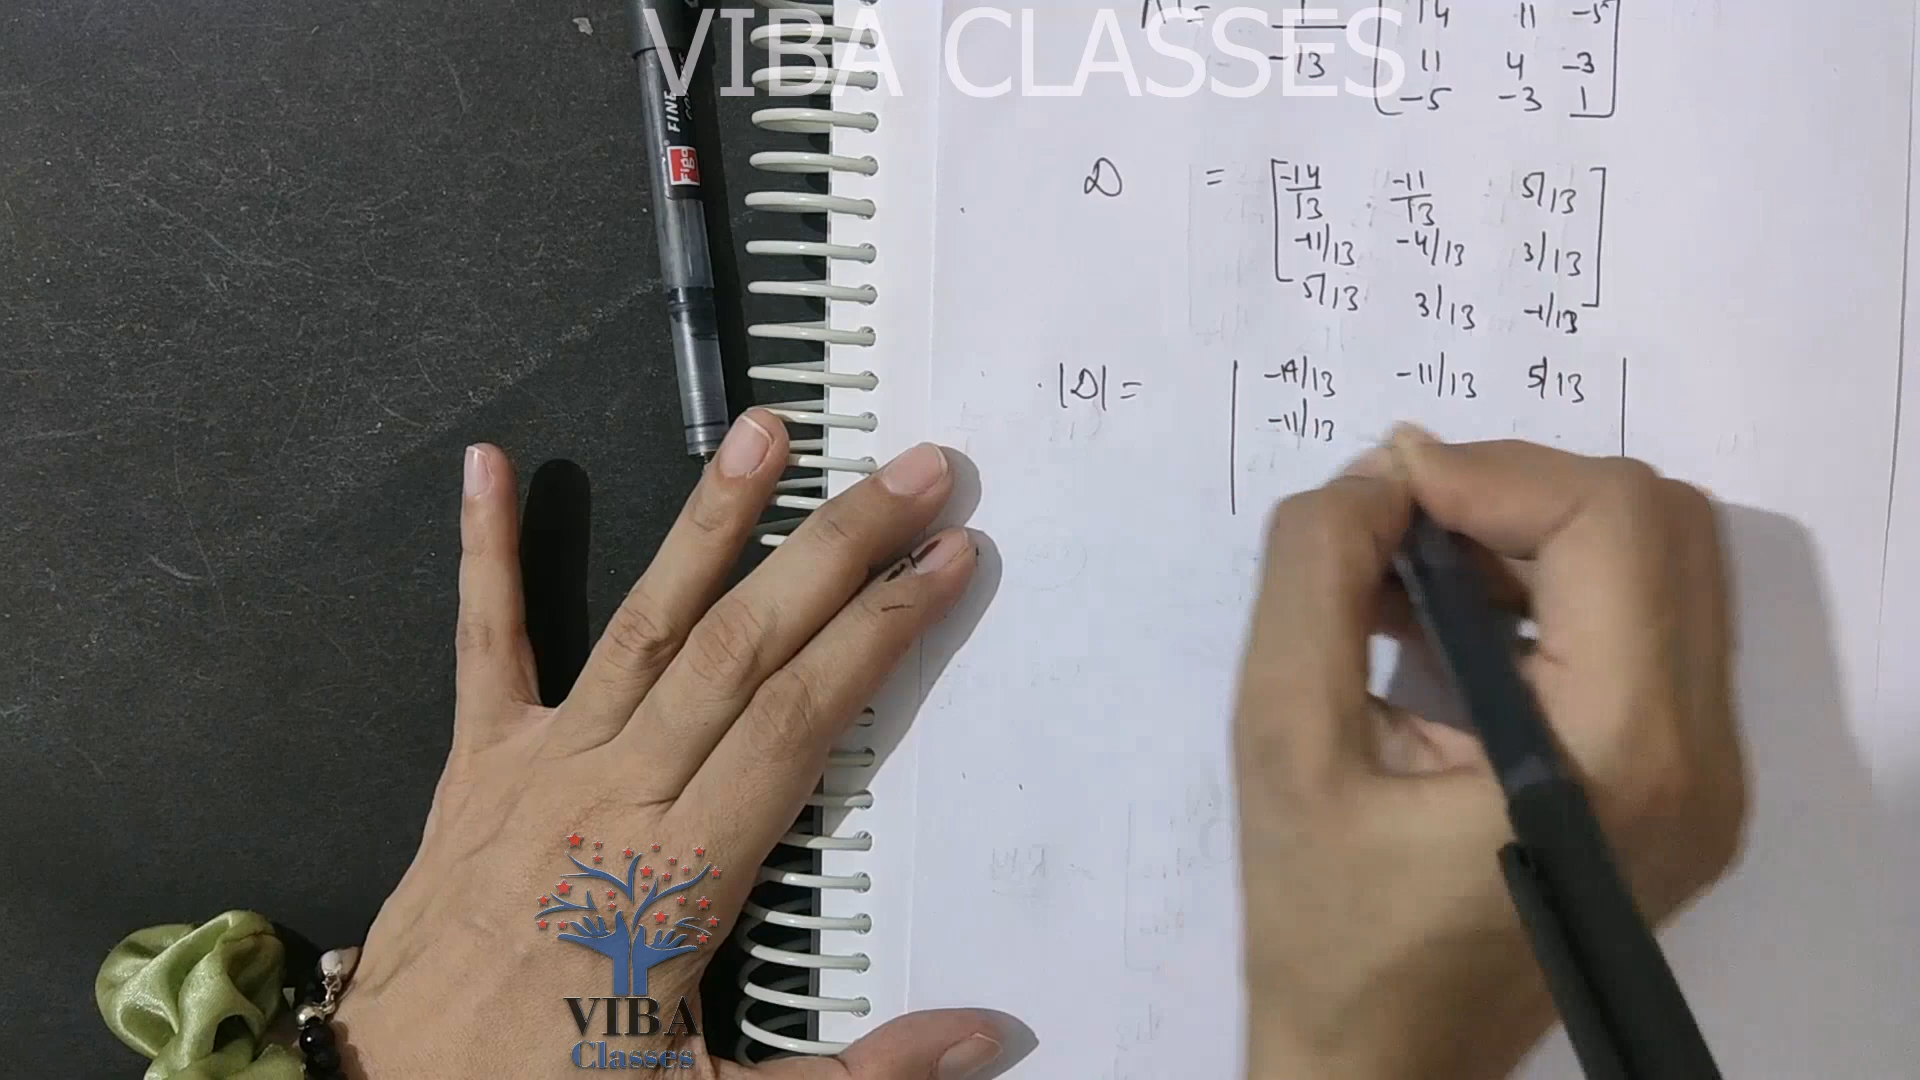 VIBA CLASSES
1 14 11 -5
-13 11 4 -3
-5 -3 1
D = -14/13 -11/13 5/13
-11/13 -4/13 3/13
5/13 3/13 -1/13
|D| = -14/13 -11/13 5/13
-11/13
FINE
Figo
VIBA
Classes